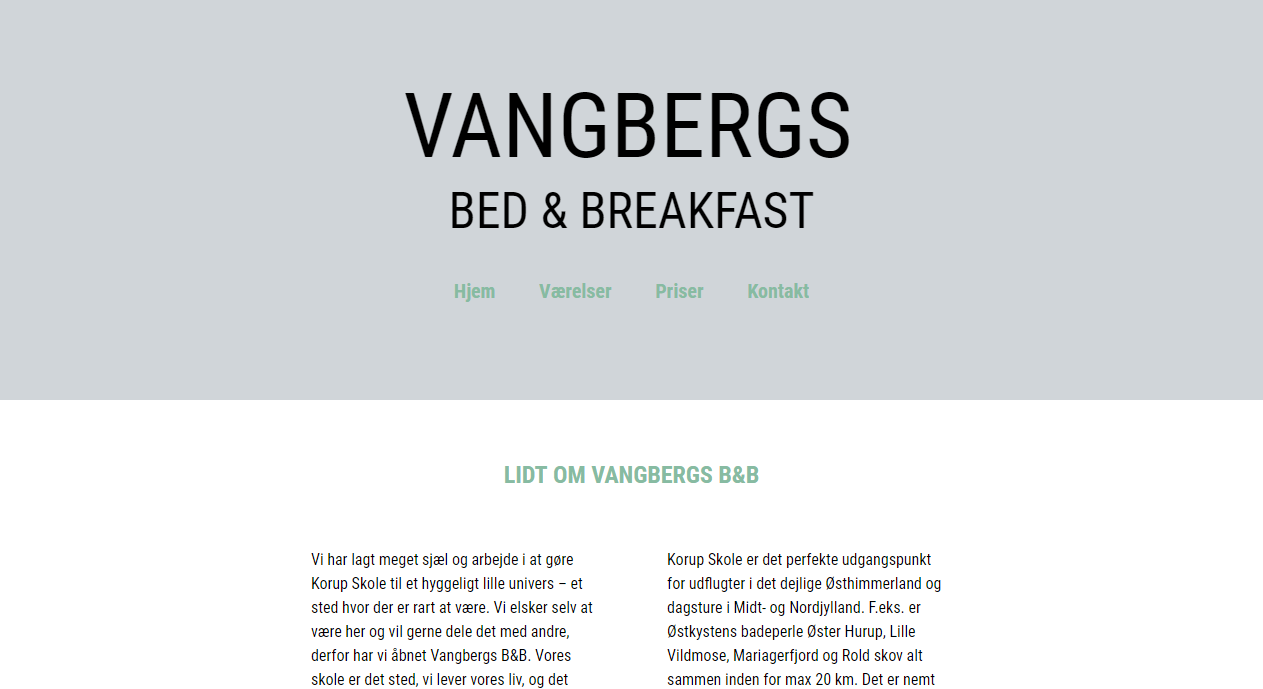 VANGBERGS
BED & BREAKFAST
Hjem Værelser Priser Kontakt
LIDT OM VANGBERGS B&B
Vi har lagt meget sjæl og arbejde i at gøre
Korup Skole til et hyggeligt lille univers – et
sted hvor der er rart at være. Vi elsker selv at
være her og vil gerne dele det med andre,
derfor har vi åbnet Vangbergs B&B. Vores
skole er det sted, vi lever vores liv, og det
Korup Skole er det perfekte udgangspunkt
for udflugter i det dejlige Østhimmerland og
dagsture i Midt- og Nordjylland. F.eks. er
Østkystens badeperle Øster Hurup, Lille
Vildmose, Mariagerfjord og Rold skov alt
sammen inden for max 20 km. Det er nemt